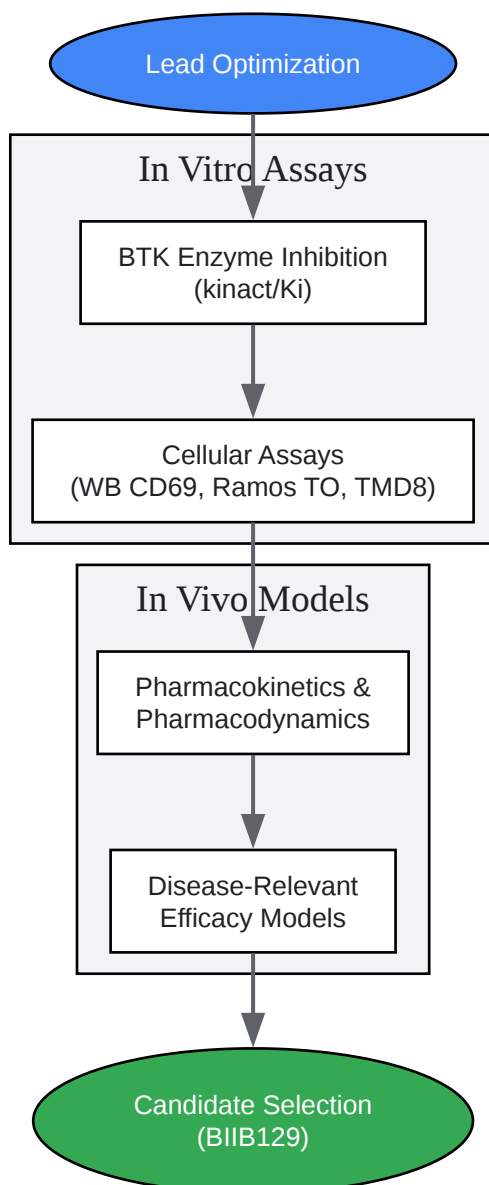 Lead Optimization
In Vitro Assays
BTK Enzyme Inhibition
(kinact/Ki)
Cellular Assays
(WB CD69, Ramos TO, TMD8)
In Vivo Models
Pharmacokinetics &
Pharmacodynamics
Disease-Relevant
Efficacy Models
Candidate Selection
(BIIB129)